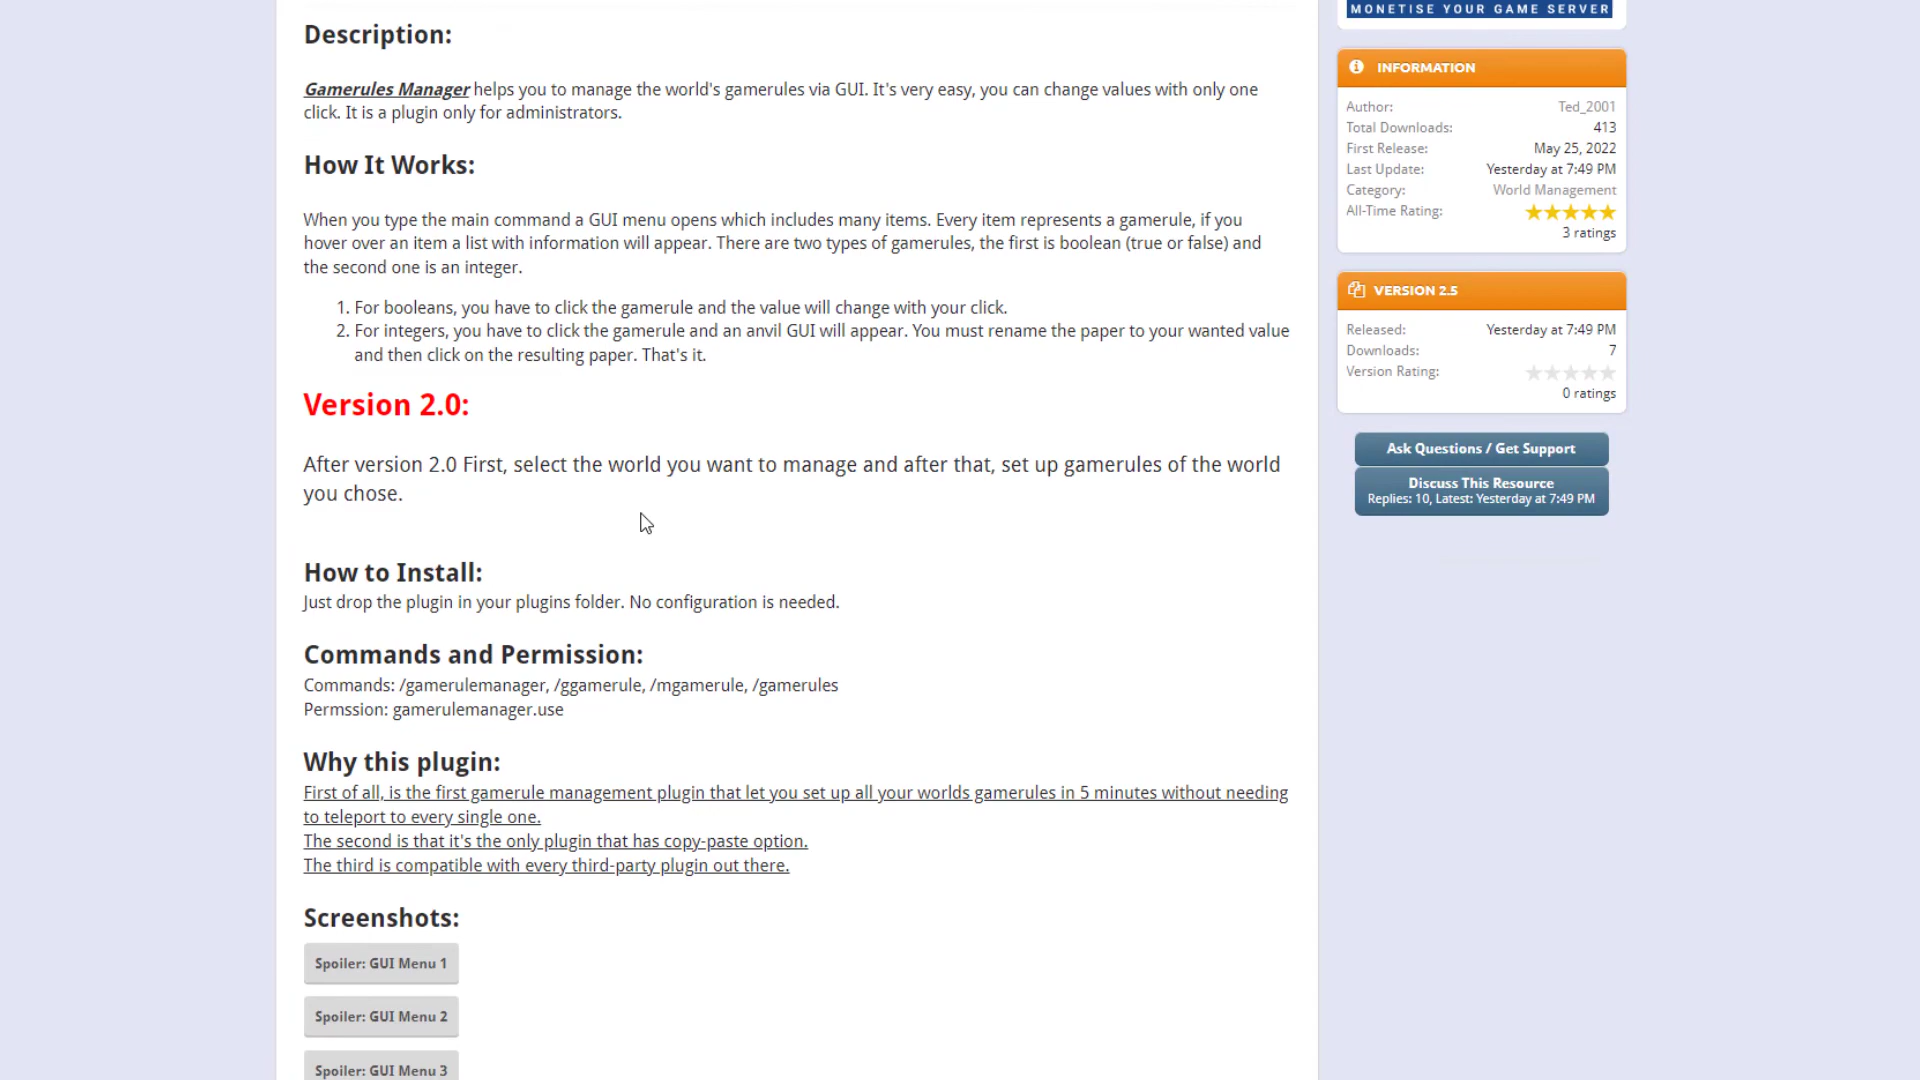 MONETISE YOUR GAME SERVER
Description:
Gamerules Manager helps you to manage the world's gamerules via GUI. It's very easy, you can change values with only one
click. It is a plugin only for administrators.
How It Works:
When you type the main command a GUI menu opens which includes many items. Every item represents a gamerule, if you
hover over an item a list with information will appear. There are two types of gamerules, the first is boolean (true or false) and
the second one is an integer.
1. For booleans, you have to click the gamerule and the value will change with your click.
2. For integers, you have to click the gamerule and an anvil GUI will appear. You must rename the paper to your wanted value
and then click on the resulting paper. That's it.
Version 2.0:
After version 2.0 First, select the world you want to manage and after that, set up gamerules of the world
you chose.
How to Install:
Just drop the plugin in your plugins folder. No configuration is needed.
Commands and Permission:
Commands: /gamerulemanager, /ggamerule, /mgamerule, /gamerules
Permssion: gamerulemanager.use
Why this plugin:
First of all, is the first gamerule management plugin that let you set up all your worlds gamerules in 5 minutes without needing
to teleport to every single one.
The second is that it's the only plugin that has copy-paste option.
The third is compatible with every third-party plugin out there.
Screenshots:
Spoiler: GUI Menu 1
Spoiler: GUI Menu 2
Spoiler: GUI Menu 3
INFORMATION
Author: Ted_2001
Total Downloads: 413
First Release: May 25, 2022
Last Update: Yesterday at 7:49 PM
Category: World Management
All-Time Rating:
3 ratings
VERSION 2.5
Released: Yesterday at 7:49 PM
Downloads: 7
Version Rating:
0 ratings
Ask Questions / Get Support
Discuss This Resource
Replies: 10, Latest: Yesterday at 7:49 PM